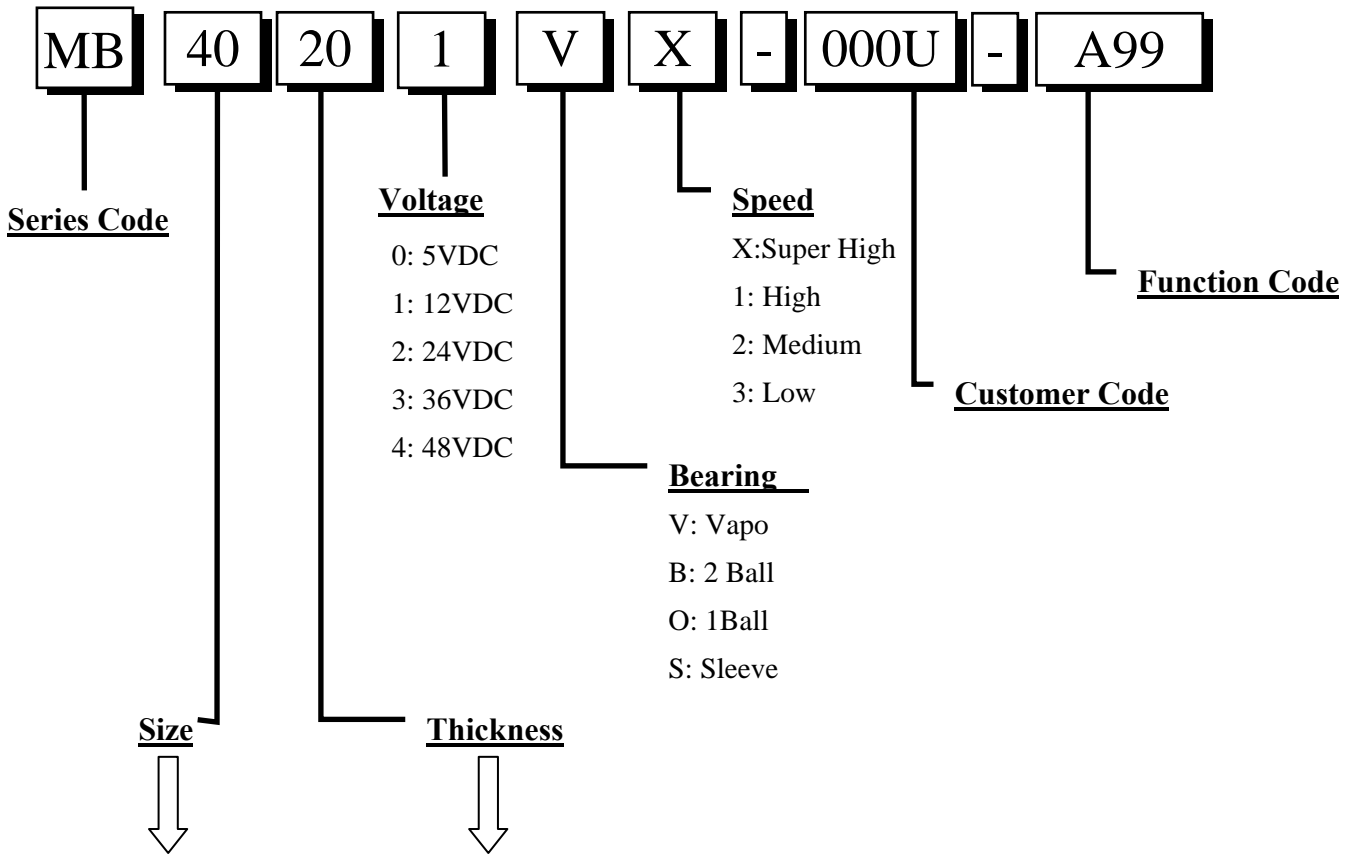 MB 40 20 1 V X - 000U - A99
Series Code
Voltage
0: 5VDC
1: 12VDC
2: 24VDC
3: 36VDC
4: 48VDC
Speed
X:Super High
1: High
2: Medium
3: Low
Function Code
Customer Code
Bearing
V: Vapo
B: 2 Ball
O: 1Ball
S: Sleeve
Size
Thickness